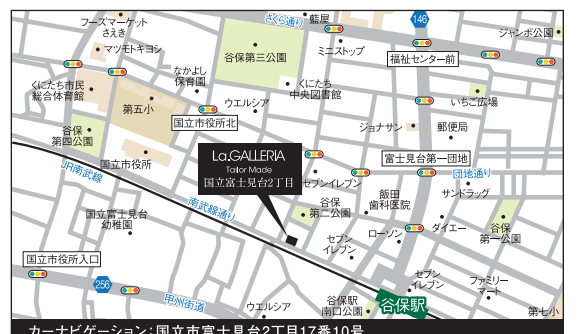 フーズマーケット
さえき
さくら通り
藍屋
146
ジャンボ公園
マツモトキヨシ
谷保第三公園
ミニストップ
福祉センター前
くにたち市民
総合体育館
なかよし
保育園
くにたち
中央図書館
第五小
ウエルシア
いちご広場
谷保
第四公園
国立市役所北
ジョナサン
郵便局
国立市役所
La.GALLERIA
Tailor Made
国立富士見台2丁目
富士見台第一団地
JR南武線
セブンイレブン
団地通り
飯田
歯科医院
サンドラッグ
南武線通り
谷保
第二公園
国立富士見台
幼稚園
ローソン
ダイエー
谷保
第一公園
セブン
イレブン
国立市役所入口
256
甲州街道
ウエルシア
谷保駅
南口公園
谷保駅
セブン
イレブン
ファミリー
マート
第七小
カーナビゲーション:国立市富士見台2丁目17番10号